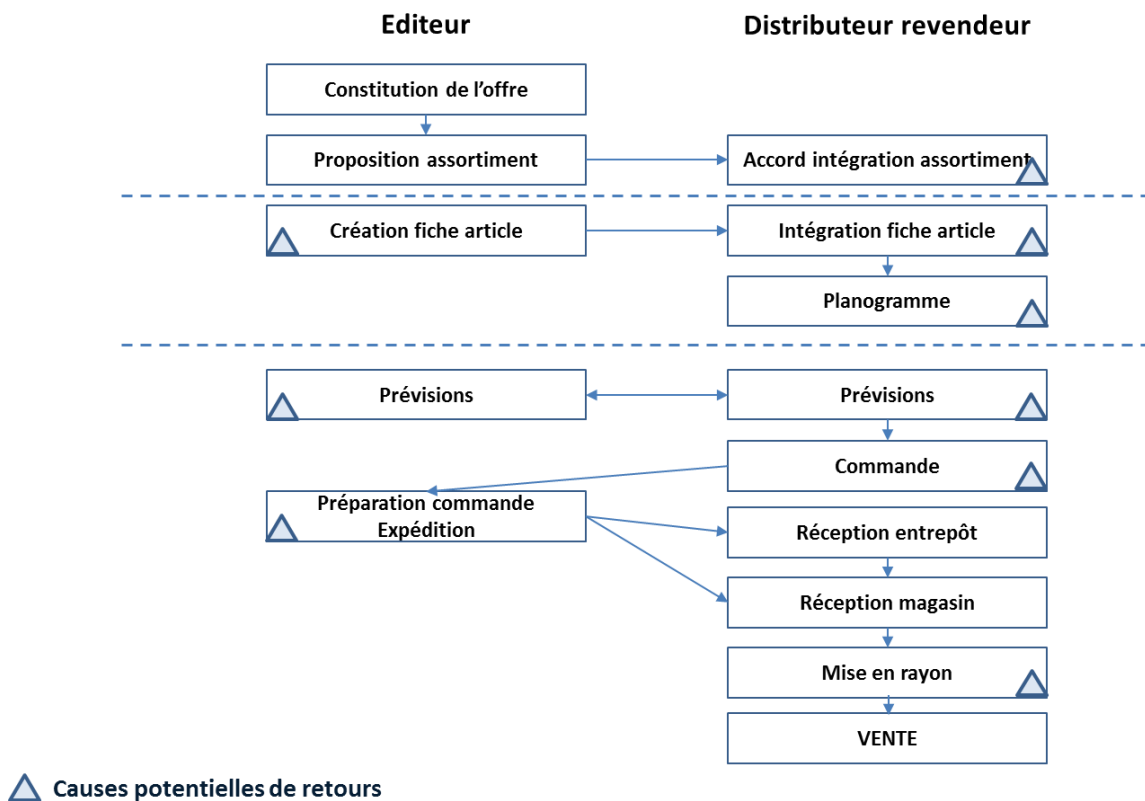 Editeur
Distributeur revendeur
Constitution de l’offre
Proposition assortiment
Accord intégration assortiment
Création fiche article
Intégration fiche article
Planogramme
Prévisions
Prévisions
Commande
Préparation commande
Expédition
Réception entrepôt
Réception magasin
Mise en rayon
VENTE
Causes potentielles de retours